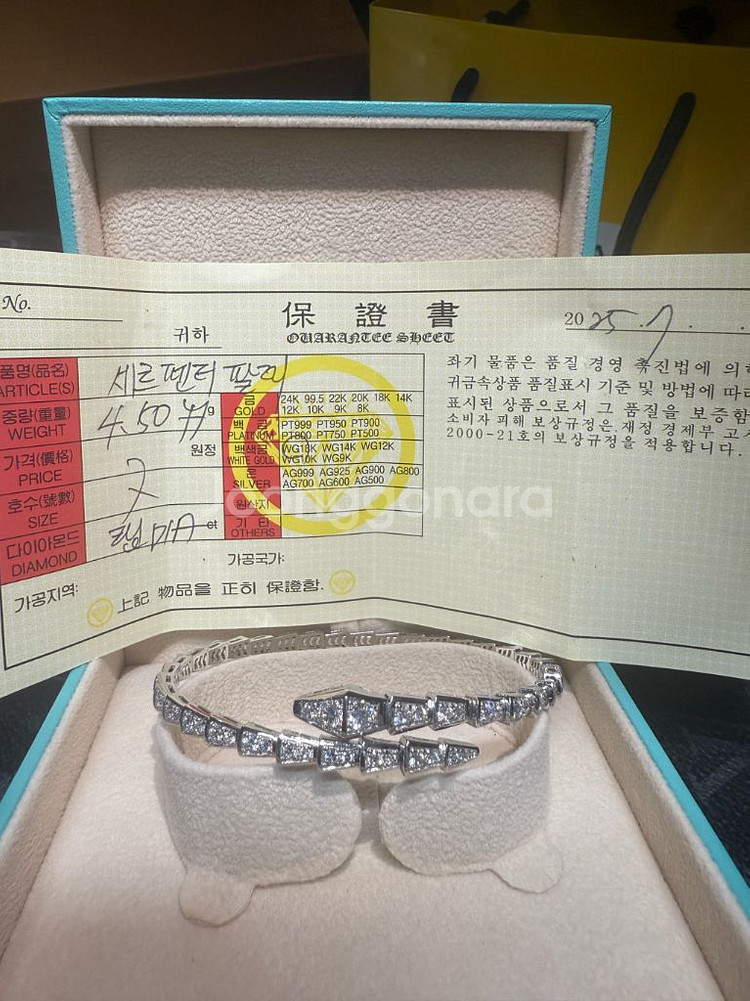 No.
귀하
保證書
QUARANTEE SHEET
2025.7.
품명(品名)
ARTICLE(S)
세르펜티 팔찌
중량(重量)
WEIGHT
g
가격(價格)
PRICE
원정
호수(號數)
SIZE
다이아몬드
DIAMOND
ct
금
GOLD
24K 99.5 22K 20K 18K 14K
12K 10K 9K 8K
백금
PLATINUM
PT999 PT950 PT900
PT800 PT750 PT500
백색금
WHITE GOLD
WG18K WG14K WG12K
WG10K WG9K
은
SILVER
AG999 AG925 AG900 AG800
AG700 AG600 AG500
원산지
기타
OTHERS
가공국가:
가공지역:
上記 物品을 正히 保證함.
좌기 물품은 품질 경영 촉진법에 의
귀금속상품 품질표시 기준 및 방법에 따
표시된 상품으로서 그 품질을 보증함
소비자 피해 보상규정은 재정 경제부 고
2000-21호의 보상규정을 적용합니다.
joonggonara